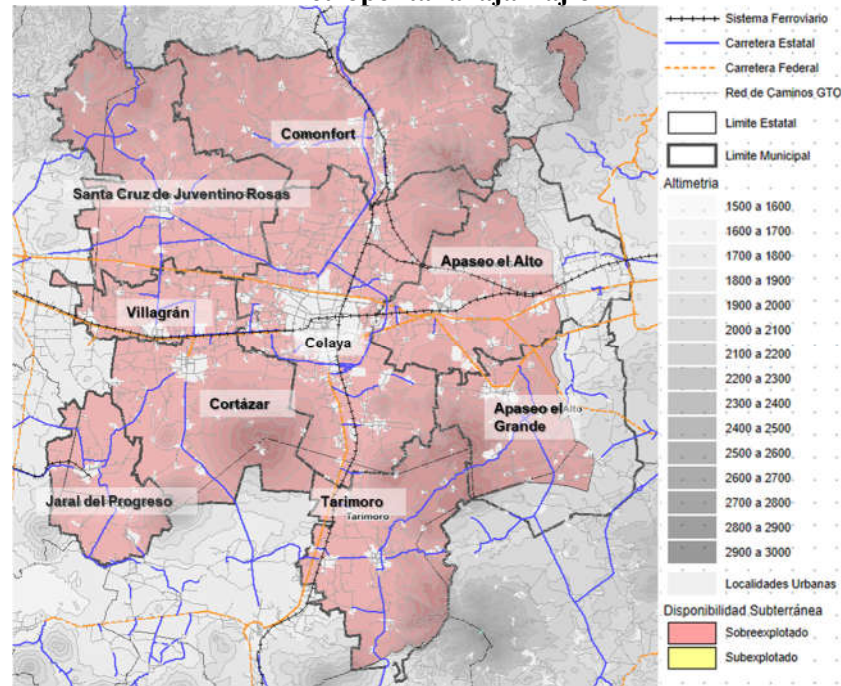 Sistema Ferroviario
Carretera Estatal
Carretera Federal
Red de Caminos GTO
Limite Estatal
Limite Municipal
Altimetria
1500 a 1600
1600 a 1700
1700 a 1800
1800 a 1900
1900 a 2000
2000 a 2100
2100 a 2200
2200 a 2300
2300 a 2400
2400 a 2500
2500 a 2600
2600 a 2700
2700 a 2800
2800 a 2900
2900 a 3000
Localidades Urbanas
Disponibilidad Subterránea
Sobreexplotado
Subexplotado
Comonfort
Santa Cruz de Juventino Rosas
Apaseo el Alto
Villagrán
Celaya
Cortázar
Apaseo el
Grande
Alto
Jaral del Progreso
Tarimoro
Tarimoro